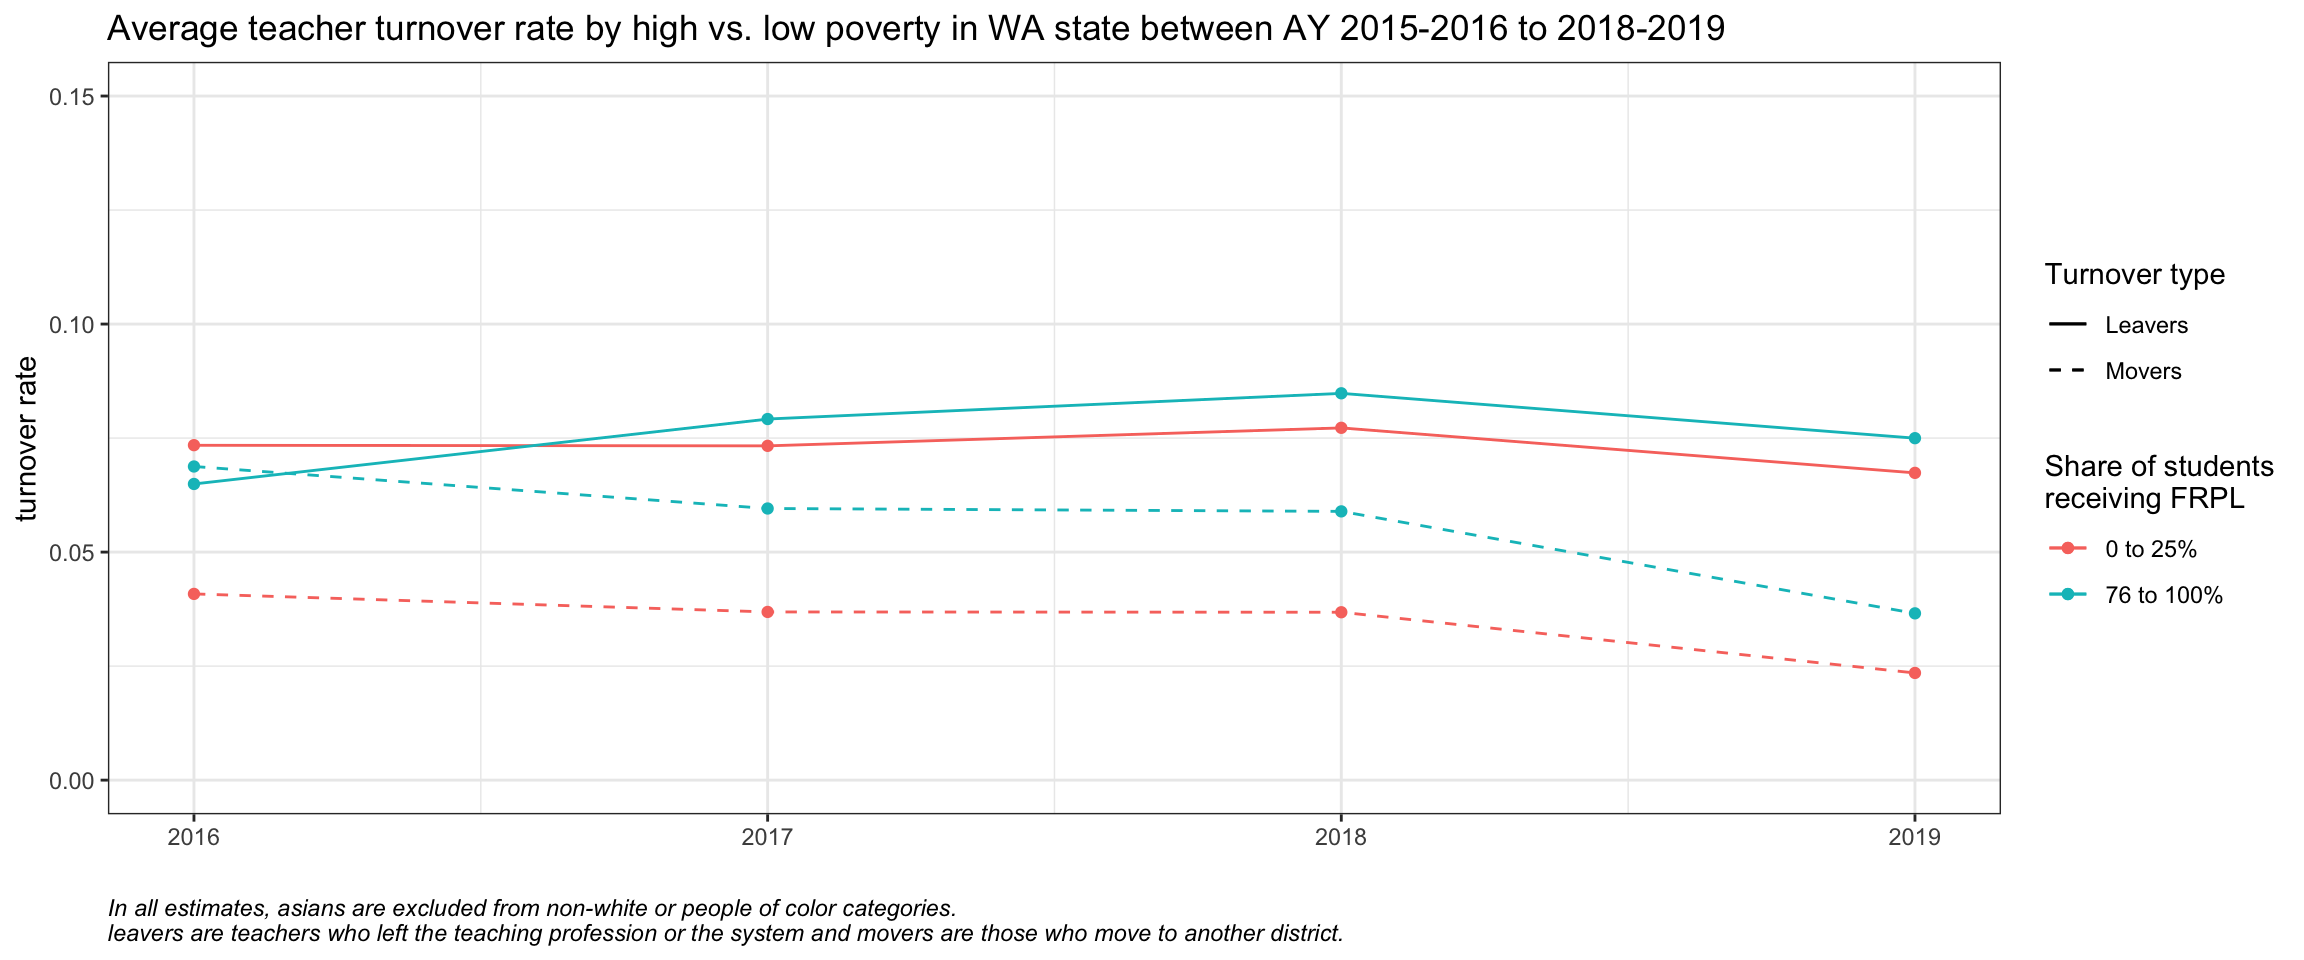 Average teacher turnover rate by high vs. low poverty in WA state between AY 2015-2016 to 2018-2019
turnover rate
0.15
0.10
0.05
0.00
2016
2017
2018
2019
Turnover type
Leavers
Movers
Share of students
receiving FRPL
0 to 25%
76 to 100%
In all estimates, asians are excluded from non-white or people of color categories.
leavers are teachers who left the teaching profession or the system and movers are those who move to another district.